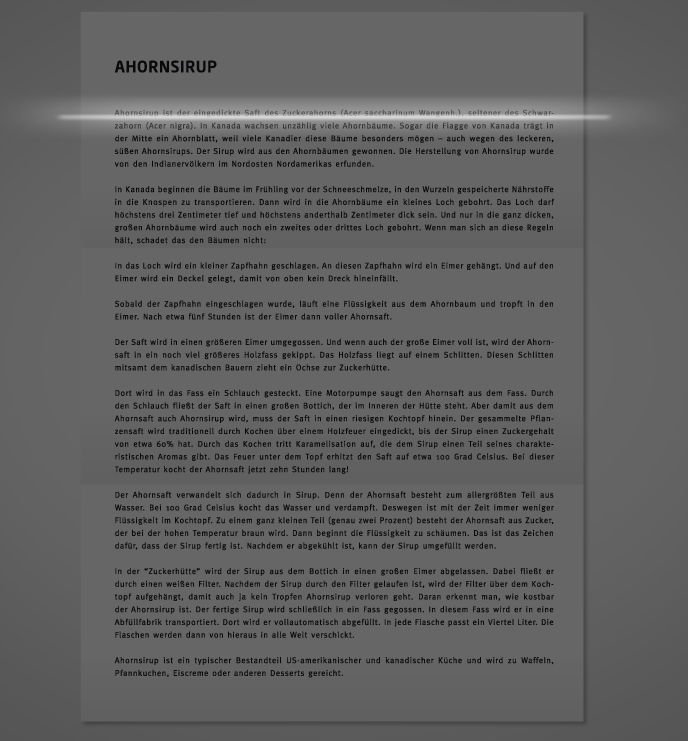 AHORNSIRUP
Ahornsirup ist der eingedickte Saft des Zuckerahorns (Acer saccharinum Wangenh.), seltener des Schwar-
zahorn (Acer nigra). In Kanada wachsen unzählig viele Ahornbäume. Sogar die Flagge von Kanada trägt in
der Mitte ein Ahornblatt, weil viele Kanadier diese Bäume besonders mögen – auch wegen des leckeren,
süßen Ahornsirups. Der Sirup wird aus den Ahornbäumen gewonnen. Die Herstellung von Ahornsirup wurde
von den Indianervölkern im Nordosten Nordamerikas erfunden.
In Kanada beginnen die Bäume im Frühling vor der Schneeschmelze, in den Wurzeln gespeicherte Nährstoffe
in die Knospen zu transportieren. Dann wird in die Ahornbäume ein kleines Loch gebohrt. Das Loch darf
höchstens drei Zentimeter tief und höchstens anderthalb Zentimeter dick sein. Und nur in die ganz dicken,
großen Ahornbäume wird auch noch ein zweites oder drittes Loch gebohrt. Wenn man sich an diese Regeln
hält, schadet das den Bäumen nicht:
In das Loch wird ein kleiner Zapfhahn geschlagen. An diesen Zapfhahn wird ein Eimer gehängt. Und auf den
Eimer wird ein Deckel gelegt, damit von oben kein Dreck hineinfällt.
Sobald der Zapfhahn eingeschlagen wurde, läuft eine Flüssigkeit aus dem Ahornbaum und tropft in den
Eimer. Nach etwa fünf Stunden ist der Eimer dann voller Ahornsaft.
Der Saft wird in einen größeren Eimer umgegossen. Und wenn auch der große Eimer voll ist, wird der Ahorn-
saft in ein noch viel größeres Holzfass gekippt. Das Holzfass liegt auf einem Schlitten. Diesen Schlitten
mitsamt dem kanadischen Bauern zieht ein Ochse zur Zuckerhütte.
Dort wird in das Fass ein Schlauch gesteckt. Eine Motorpumpe saugt den Ahornsaft aus dem Fass. Durch
den Schlauch fließt der Saft in einen großen Bottich, der im Inneren der Hütte steht. Aber damit aus dem
Ahornsaft auch Ahornsirup wird, muss der Saft in einen riesigen Kochtopf hinein. Der gesammelte Pflan-
zensaft wird traditionell durch Kochen über einem Holzfeuer eingedickt, bis der Sirup einen Zuckergehalt
von etwa 60% hat. Durch das Kochen tritt Karamelisation auf, die dem Sirup einen Teil seines charakte-
ristischen Aromas gibt. Das Feuer unter dem Topf erhitzt den Saft auf etwa 100 Grad Celsius. Bei dieser
Temperatur kocht der Ahornsaft jetzt zehn Stunden lang!
Der Ahornsaft verwandelt sich dadurch in Sirup. Denn der Ahornsaft besteht zum allergrößten Teil aus
Wasser. Bei 100 Grad Celsius kocht das Wasser und verdampft. Deswegen ist mit der Zeit immer weniger
Flüssigkeit im Kochtopf. Zu einem ganz kleinen Teil (genau zwei Prozent) besteht der Ahornsaft aus Zucker,
der bei der hohen Temperatur braun wird. Dann beginnt die Flüssigkeit zu schäumen. Das ist das Zeichen
dafür, dass der Sirup fertig ist. Nachdem er abgekühlt ist, kann der Sirup umgefüllt werden.
In der "Zuckerhütte" wird der Sirup aus dem Bottich in einen großen Eimer abgelassen. Dabei fließt er
durch einen weißen Filter. Nachdem der Sirup durch den Filter gelaufen ist, wird der Filter über dem Koch-
topf aufgehängt, damit auch ja kein Tropfen Ahornsirup verloren geht. Daran erkennt man, wie kostbar
der Ahornsirup ist. Der fertige Sirup wird schließlich in ein Fass gegossen. In diesem Fass wird er in eine
Abfüllfabrik transportiert. Dort wird er vollautomatisch abgefüllt. In jede Flasche passt ein Viertel Liter. Die
Flaschen werden dann von hieraus in alle Welt verschickt.
Ahornsirup ist ein typischer Bestandteil US-amerikanischer und kanadischer Küche und wird zu Waffeln,
Pfannkuchen, Eiscreme oder anderen Desserts gereicht.